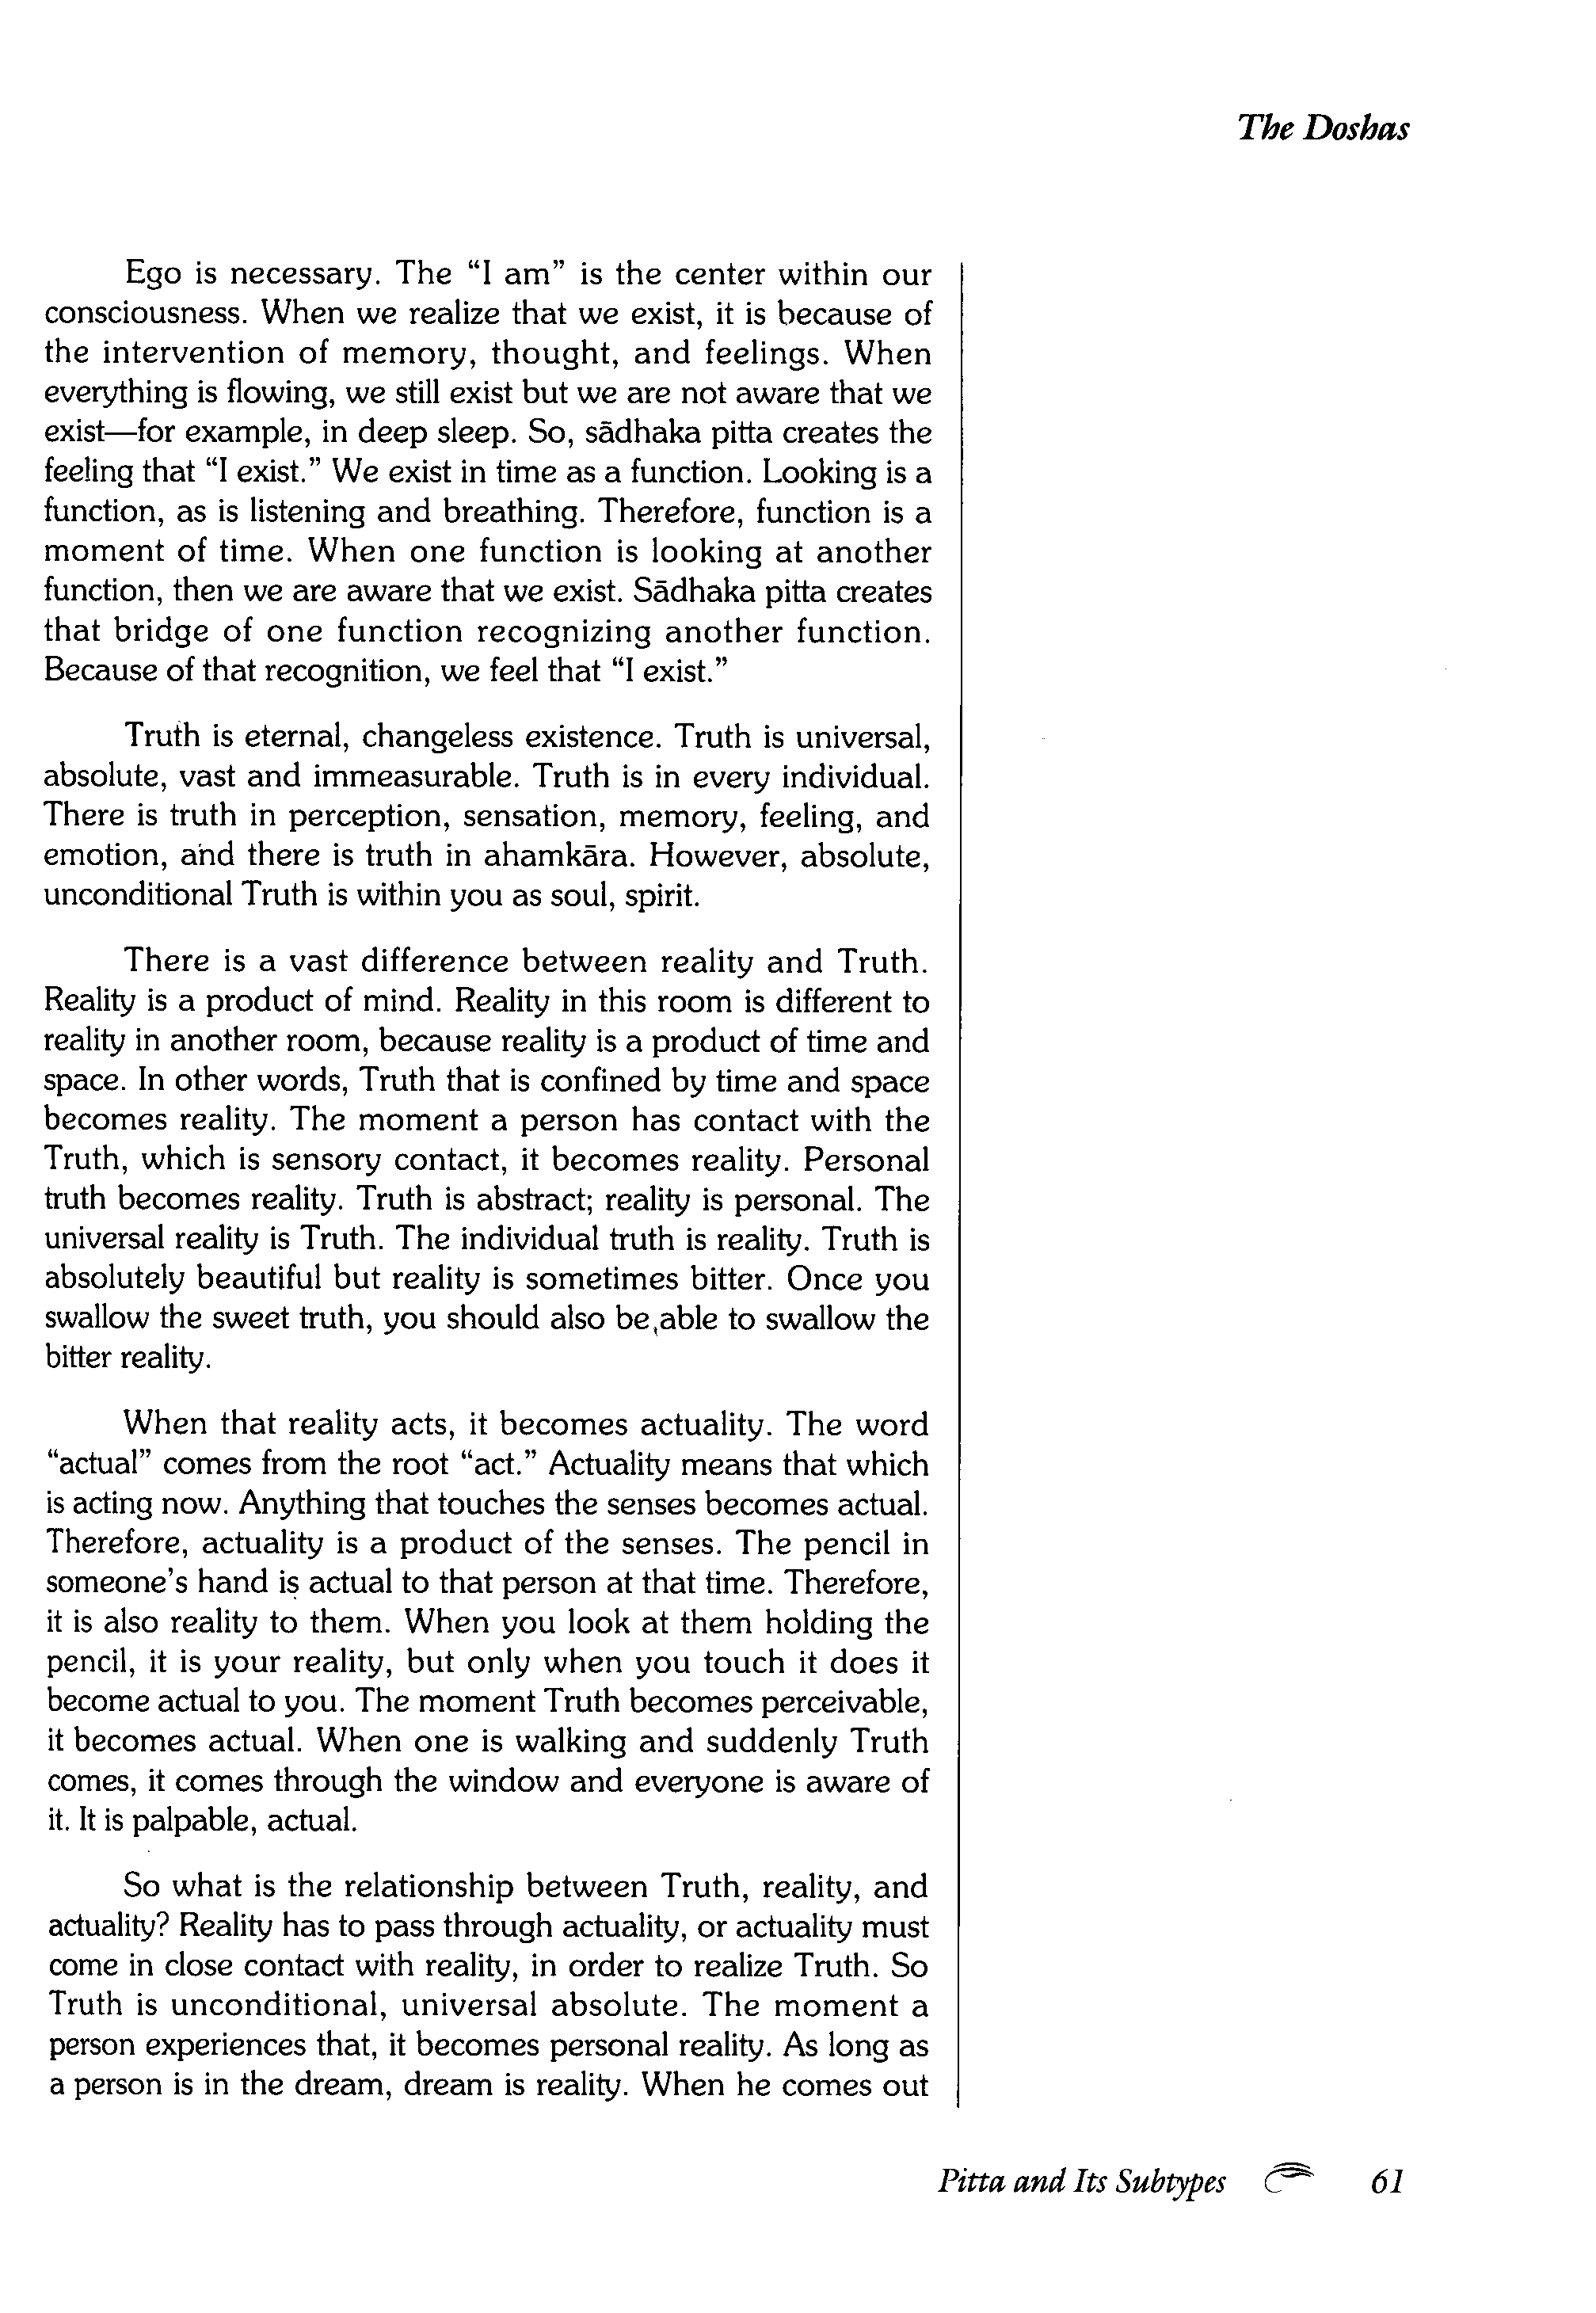 The Doshas
Ego is necessary. The “I am” is the center within our
consciousness. When we realize that we exist, it is because of
the intervention of memory, thought, and feelings. When
everything is flowing, we still exist but we are not aware that we
exist—for example, in deep sleep. So, sādhaka pitta creates the
feeling that “I exist.” We exist in time as a function. Looking is a
function, as is listening and breathing. Therefore, function is a
moment of time. When one function is looking at another
function, then we are aware that we exist. Sādhaka pitta creates
that bridge of one function recognizing another function.
Because of that recognition, we feel that “I exist.”
Truth is eternal, changeless existence. Truth is universal,
absolute, vast and immeasurable. Truth is in every individual.
There is truth in perception, sensation, memory, feeling, and
emotion, and there is truth in ahamkāra. However, absolute,
unconditional Truth is within you as soul, spirit.
There is a vast difference between reality and Truth.
Reality is a product of mind. Reality in this room is different to
reality in another room, because reality is a product of time and
space. In other words, Truth that is confined by time and space
becomes reality. The moment a person has contact with the
Truth, which is sensory contact, it becomes reality. Personal
truth becomes reality. Truth is abstract; reality is personal. The
universal reality is Truth. The individual truth is reality. Truth is
absolutely beautiful but reality is sometimes bitter. Once you
swallow the sweet truth, you should also be able to swallow the
bitter reality.
When that reality acts, it becomes actuality. The word
“actual” comes from the root “act.” Actuality means that which
is acting now. Anything that touches the senses becomes actual.
Therefore, actuality is a product of the senses. The pencil in
someone’s hand is actual to that person at that time. Therefore,
it is also reality to them. When you look at them holding the
pencil, it is your reality, but only when you touch it does it
become actual to you. The moment Truth becomes perceivable,
it becomes actual. When one is walking and suddenly Truth
comes, it comes through the window and everyone is aware of
it. It is palpable, actual.
So what is the relationship between Truth, reality, and
actuality? Reality has to pass through actuality, or actuality must
come in close contact with reality, in order to realize Truth. So
Truth is unconditional, universal absolute. The moment a
person experiences that, it becomes personal reality. As long as
a person is in the dream, dream is reality. When he comes out
Pitta and Its Subtypes 61